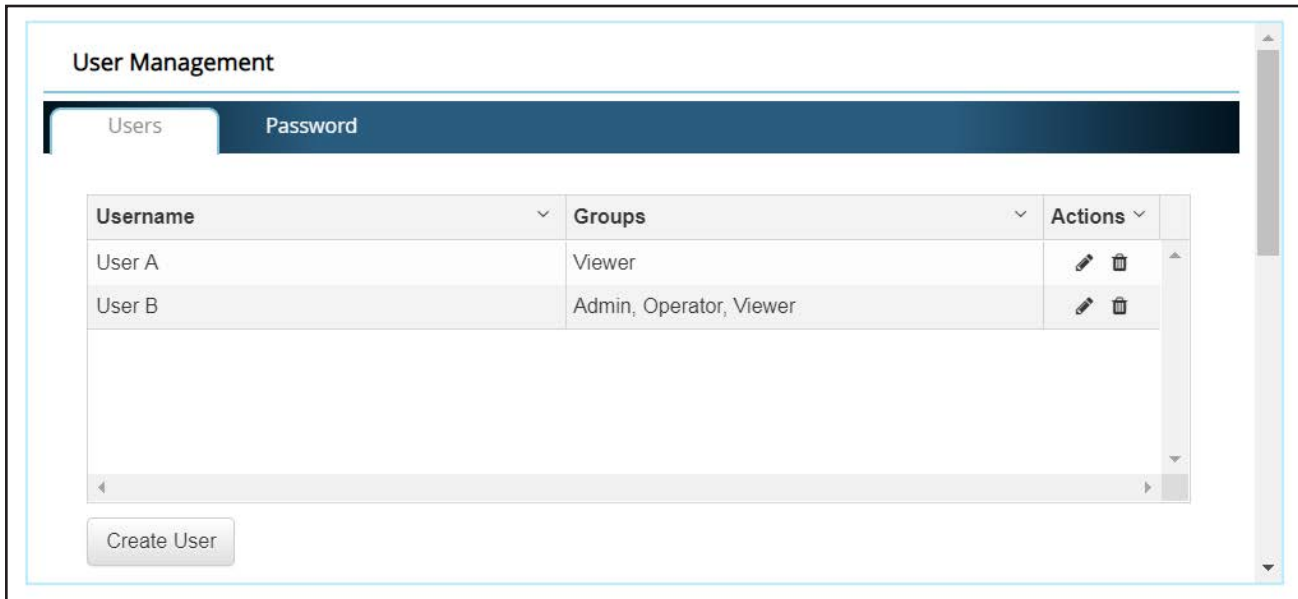 User Management
Users Password
Username Groups Actions
User A Viewer
User B Admin, Operator, Viewer
Create User